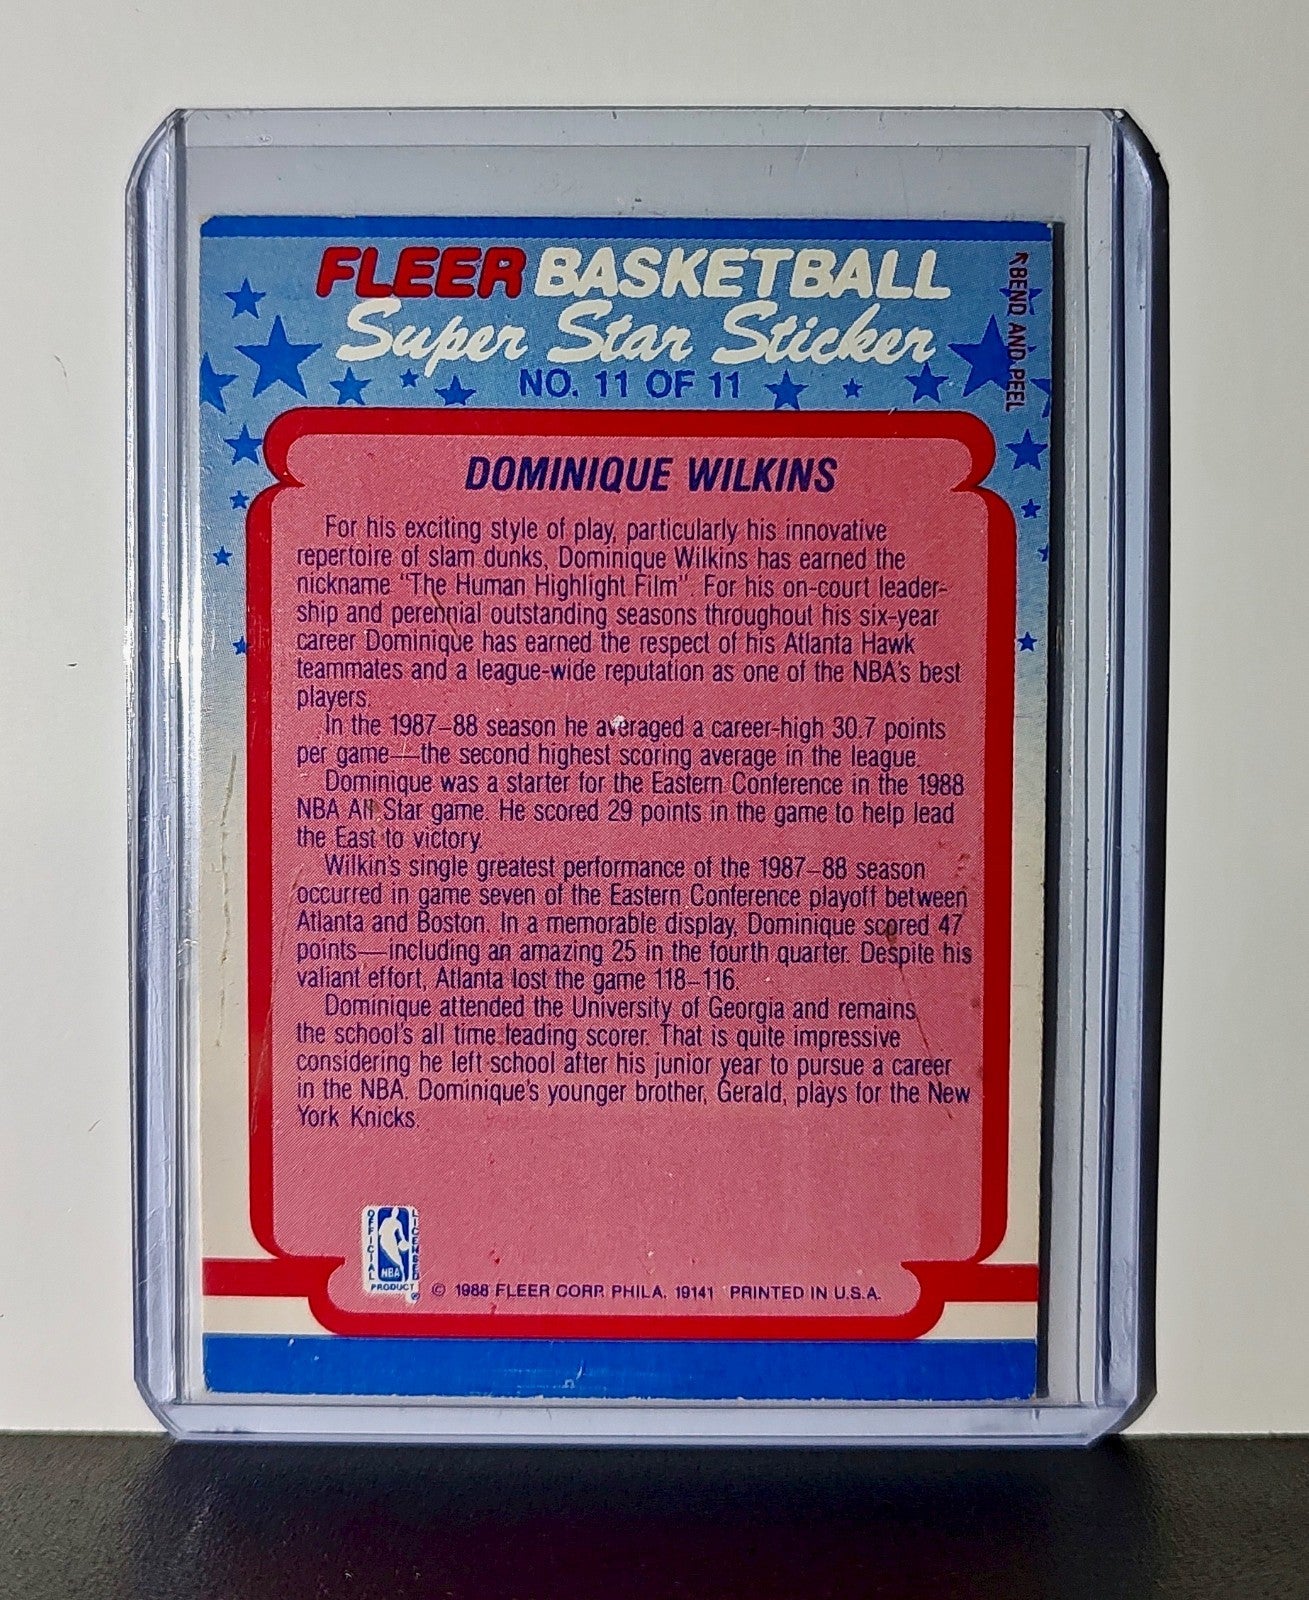 FLEER BASKETBALL
Super Star Sticker
NO. 11 OF 11
BEND AND PEEL
DOMINIQUE WILKINS
For his exciting style of play, particularly his innovative
repertoire of slam dunks, Dominique Wilkins has earned the
nickname "The Human Highlight Film". For his on-court leader-
ship and perennial outstanding seasons throughout his six-year
career Dominique has earned the respect of his Atlanta Hawk
teammates and a league-wide reputation as one of the NBA's best
players.
In the 1987–88 season he averaged a career-high 30.7 points
per game—the second highest scoring average in the league.
Dominique was a starter for the Eastern Conference in the 1988
NBA All Star game. He scored 29 points in the game to help lead
the East to victory.
Wilkin's single greatest performance of the 1987–88 season
occurred in game seven of the Eastern Conference playoff between
Atlanta and Boston. In a memorable display, Dominique scored 47
points—including an amazing 25 in the fourth quarter. Despite his
valiant effort, Atlanta lost the game 118–116.
Dominique attended the University of Georgia and remains
the school's all time leading scorer. That is quite impressive
considering he left school after his junior year to pursue a career
in the NBA. Dominique's younger brother, Gerald, plays for the New
York Knicks.
OFFICIAL
LICENSED
NBA
PRODUCT ®
© 1988 FLEER CORP. PHILA. 19141 PRINTED IN U.S.A.